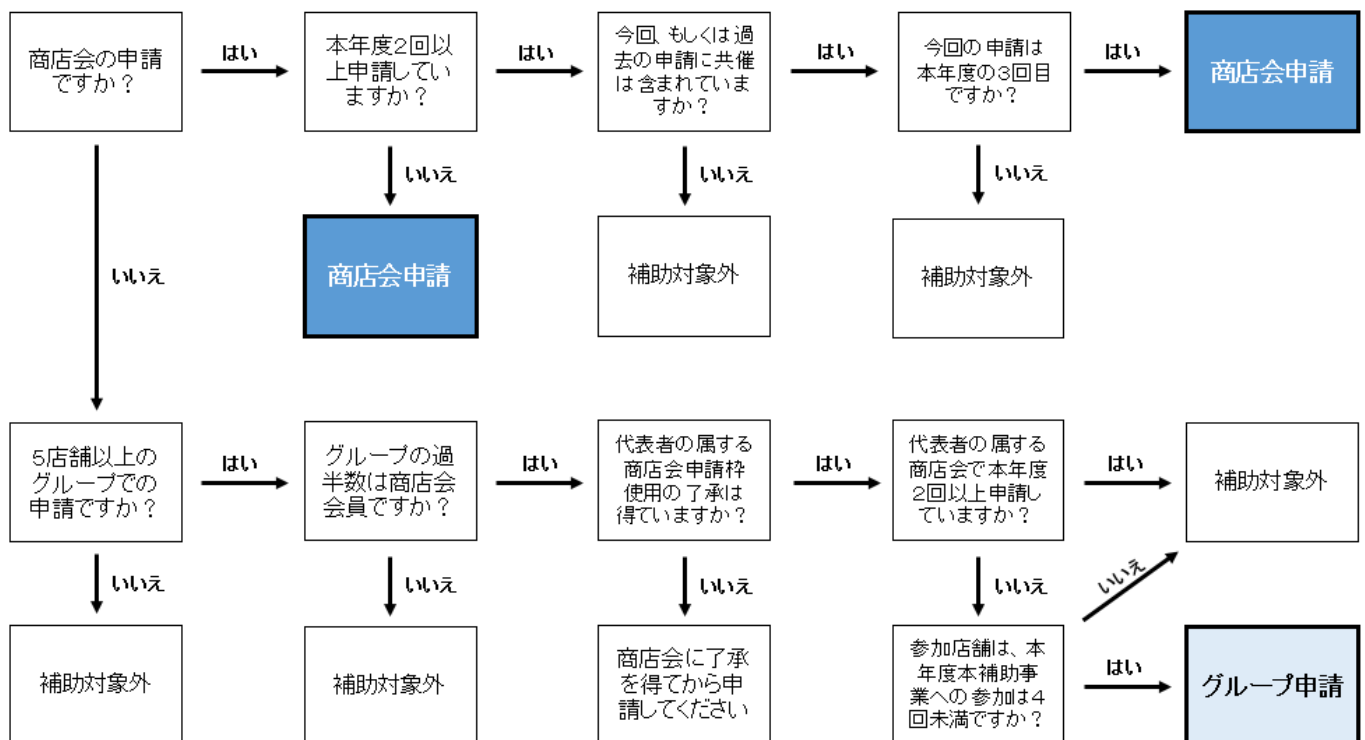 商店会の申請
ですか？
はい
本年度2回以
上申請してい
ますか？
はい
今回、もしくは過
去の申請に共催
は含まれていま
すか？
はい
今回の申請は
本年度の3回目
ですか？
はい
商店会申請
いいえ
いいえ
いいえ
いいえ
商店会申請
補助対象外
補助対象外
5店舗以上の
グループでの
申請ですか？
はい
グループの過
半数は商店会
会員ですか？
はい
代表者の属する
商店会申請枠
使用の了承は
得ていますか？
はい
代表者の属する
商店会で本年度
2回以上申請し
ていますか？
はい
補助対象外
いいえ
いいえ
いいえ
いいえ
いいえ
補助対象外
補助対象外
商店会に了承
を得てから申
請してください
参加店舗は、本
年度本補助事
業への参加は4
回未満ですか？
はい
グループ申請